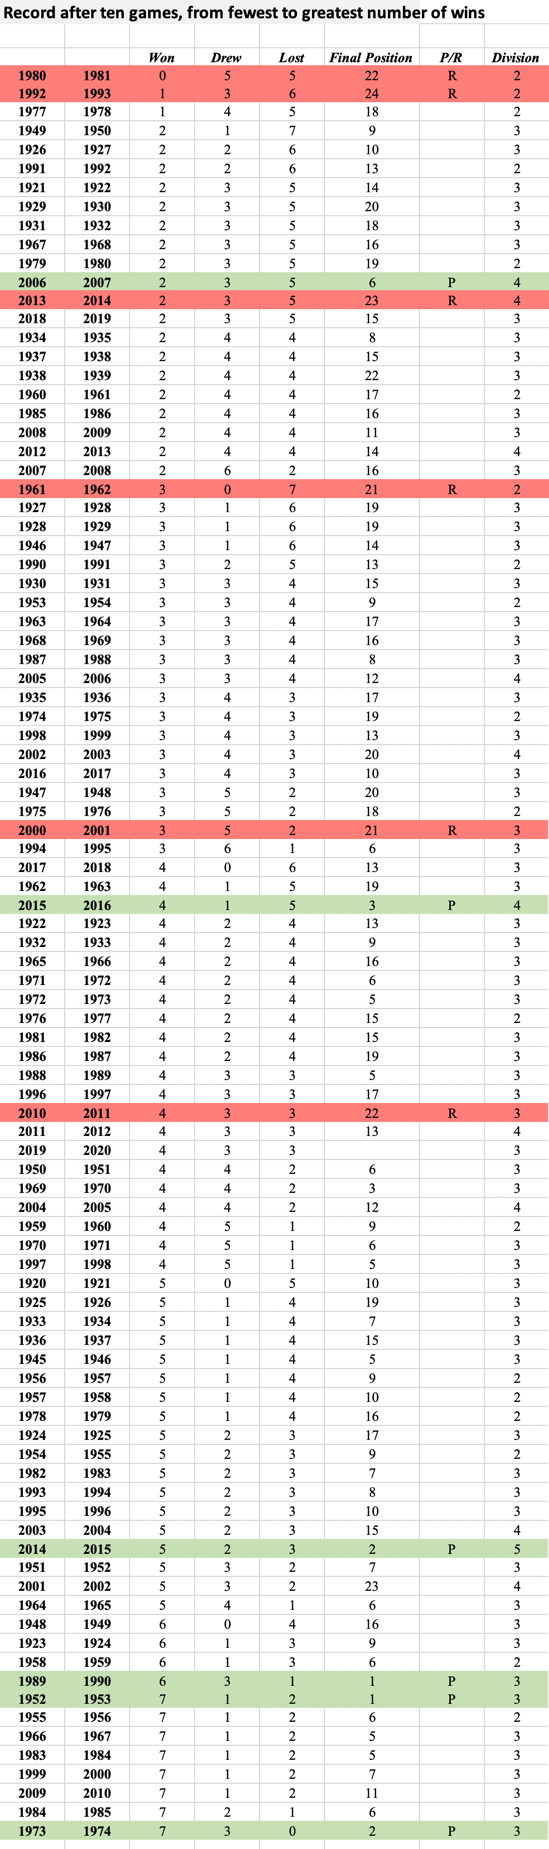 Record after ten games, from fewest to greatest number of wins
Won Drew Lost Final Position P/R Division
1980 1981 0 5 5 22 R 2
1992 1993 1 3 6 24 R 2
1977 1978 1 4 5 18 2
1949 1950 2 1 7 9 3
1926 1927 2 2 6 10 3
1991 1992 2 2 6 13 2
1921 1922 2 3 5 14 3
1929 1930 2 3 5 20 3
1931 1932 2 3 5 18 3
1967 1968 2 3 5 16 3
1979 1980 2 3 5 19 2
2006 2007 2 3 5 6 P 4
2013 2014 2 3 5 23 R 4
2018 2019 2 3 5 15 3
1934 1935 2 4 4 8 3
1937 1938 2 4 4 15 3
1938 1939 2 4 4 22 3
1960 1961 2 4 4 17 2
1985 1986 2 4 4 16 3
2008 2009 2 4 4 11 3
2012 2013 2 4 4 14 4
2007 2008 2 6 2 16 3
1961 1962 3 0 7 21 R 2
1927 1928 3 1 6 19 3
1928 1929 3 1 6 19 3
1946 1947 3 1 6 14 3
1990 1991 3 2 5 13 2
1930 1931 3 3 4 15 3
1953 1954 3 3 4 9 2
1963 1964 3 3 4 17 3
1968 1969 3 3 4 16 3
1987 1988 3 3 4 8 3
2005 2006 3 3 4 12 4
1935 1936 3 4 3 17 3
1974 1975 3 4 3 19 2
1998 1999 3 4 3 13 3
2002 2003 3 4 3 20 4
2016 2017 3 4 3 10 3
1947 1948 3 5 2 20 3
1975 1976 3 5 2 18 2
2000 2001 3 5 2 21 R 3
1994 1995 3 6 1 6 3
2017 2018 4 0 6 13 3
1962 1963 4 1 5 19 3
2015 2016 4 1 5 3 P 4
1922 1923 4 2 4 13 3
1932 1933 4 2 4 9 3
1965 1966 4 2 4 16 3
1971 1972 4 2 4 6 3
1972 1973 4 2 4 5 3
1976 1977 4 2 4 15 2
1981 1982 4 2 4 15 3
1986 1987 4 2 4 19 3
1988 1989 4 3 3 5 3
1996 1997 4 3 3 17 3
2010 2011 4 3 3 22 R 3
2011 2012 4 3 3 13 4
2019 2020 4 3 3 3
1950 1951 4 4 2 6 3
1969 1970 4 4 2 3 3
2004 2005 4 4 2 12 4
1959 1960 4 5 1 9 2
1970 1971 4 5 1 6 3
1997 1998 4 5 1 5 3
1920 1921 5 0 5 10 3
1925 1926 5 1 4 19 3
1933 1934 5 1 4 7 3
1936 1937 5 1 4 15 3
1945 1946 5 1 4 5 3
1956 1957 5 1 4 9 2
1957 1958 5 1 4 10 2
1978 1979 5 1 4 16 2
1924 1925 5 2 3 17 3
1954 1955 5 2 3 9 2
1982 1983 5 2 3 7 3
1993 1994 5 2 3 8 3
1995 1996 5 2 3 10 3
2003 2004 5 2 3 15 4
2014 2015 5 2 3 2 P 5
1951 1952 5 3 2 7 3
2001 2002 5 3 2 23 4
1964 1965 5 4 1 6 3
1948 1949 6 0 4 16 3
1923 1924 6 1 3 9 3
1958 1959 6 1 3 6 2
1989 1990 6 3 1 1 P 3
1952 1953 7 1 2 1 P 3
1955 1956 7 1 2 6 2
1966 1967 7 1 2 5 3
1983 1984 7 1 2 5 3
1999 2000 7 1 2 7 3
2009 2010 7 1 2 11 3
1984 1985 7 2 1 6 3
1973 1974 7 3 0 2 P 3